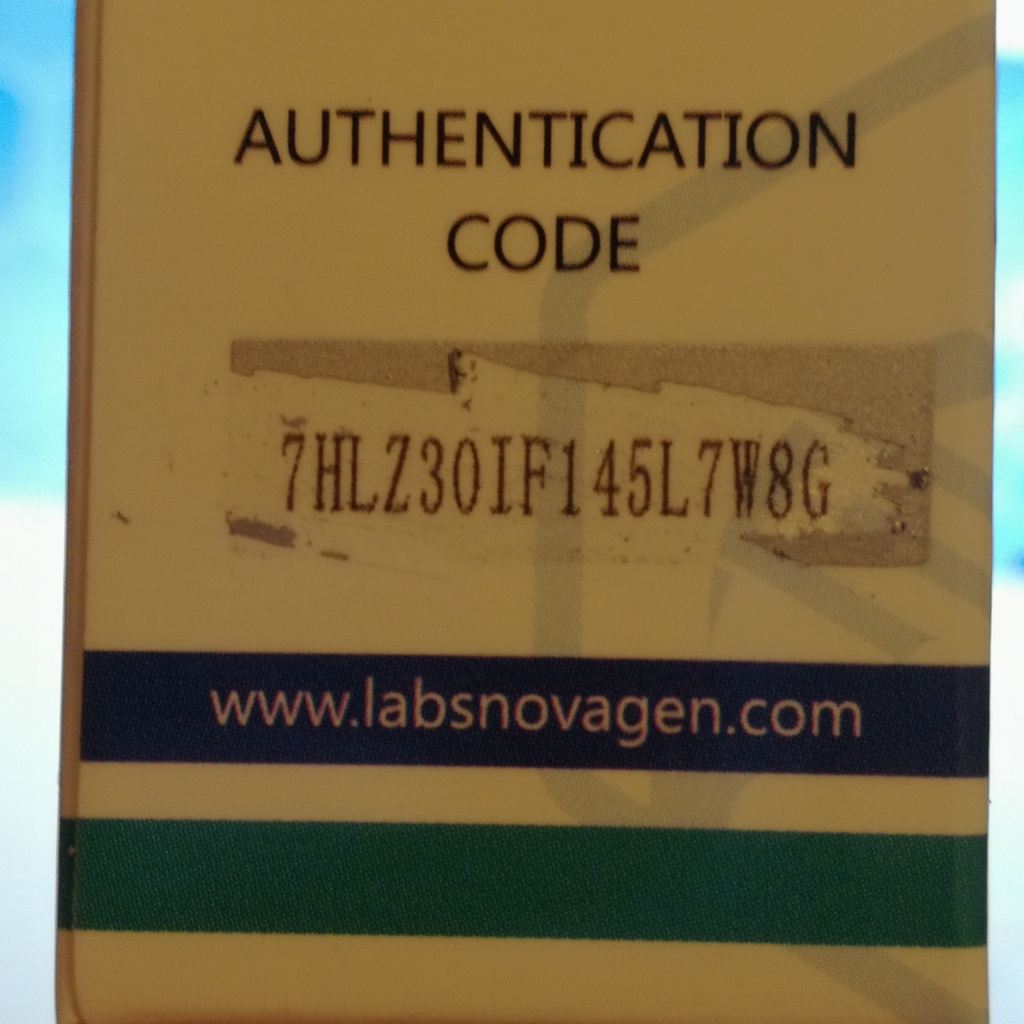 AUTHENTICATION
CODE
7HLZ30IF145L7W8G
www.labsnovagen.com